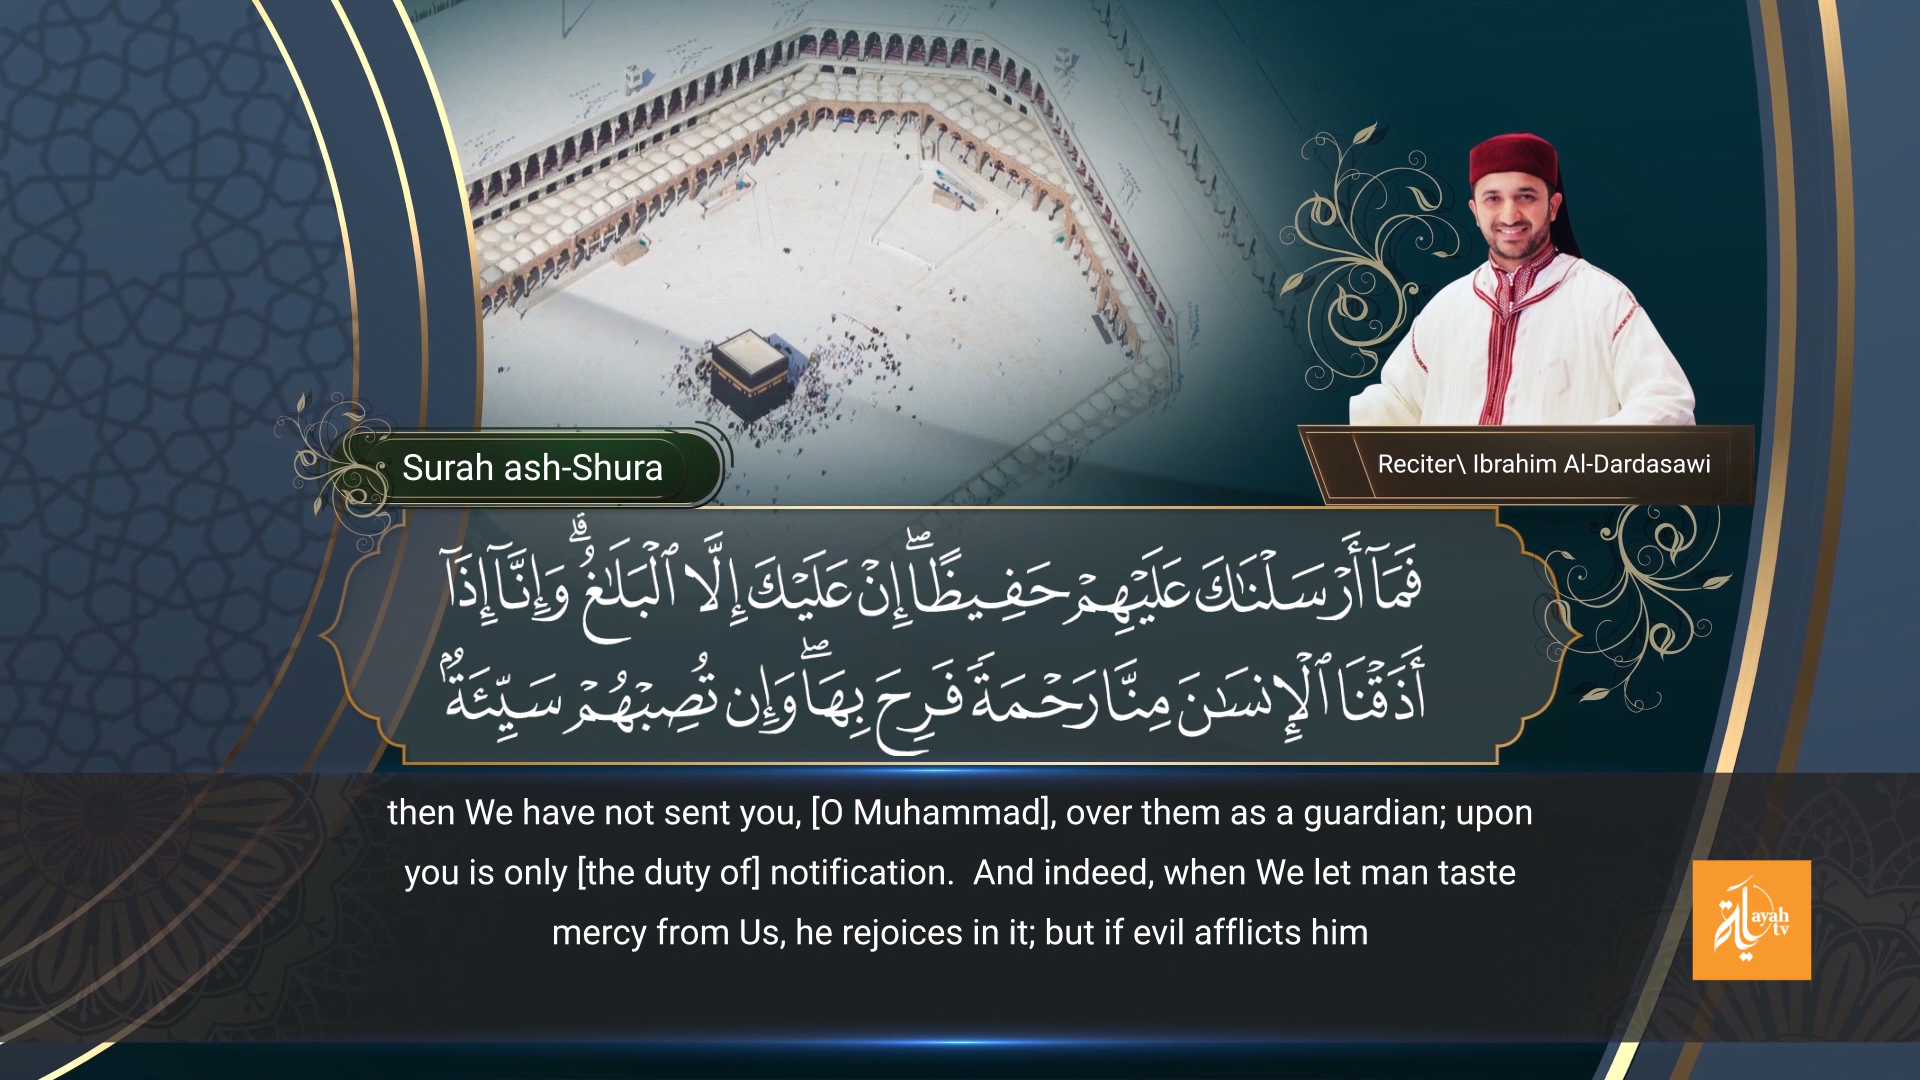 Surah ash-Shura
Reciter\ Ibrahim Al-Dardasawi
فَمَآ أَرۡسَلۡنَٰكَ عَلَيۡهِمۡ حَفِيظًاۖ إِنۡ عَلَيۡكَ إِلَّا ٱلۡبَلَٰغُۗ وَإِنَّآ إِذَآ
أَذَقۡنَا ٱلۡإِنسَٰنَ مِنَّا رَحۡمَةٗ فَرِحَ بِهَاۖ وَإِن تُصِبۡهُمۡ سَيِّئَةُۢ
then We have not sent you, [O Muhammad], over them as a guardian; upon
you is only [the duty of] notification.  And indeed, when We let man taste
mercy from Us, he rejoices in it; but if evil afflicts him
آية
ayah
tv